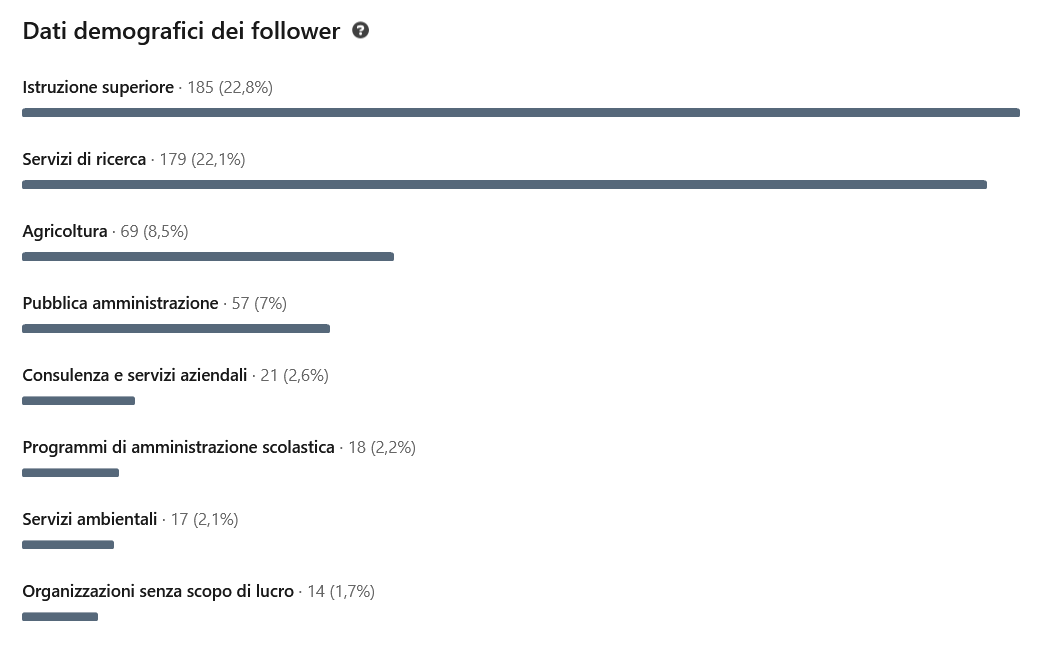 Dati demografici dei follower ?
Istruzione superiore · 185 (22,8%)
Servizi di ricerca · 179 (22,1%)
Agricoltura · 69 (8,5%)
Pubblica amministrazione · 57 (7%)
Consulenza e servizi aziendali · 21 (2,6%)
Programmi di amministrazione scolastica · 18 (2,2%)
Servizi ambientali · 17 (2,1%)
Organizzazioni senza scopo di lucro · 14 (1,7%)